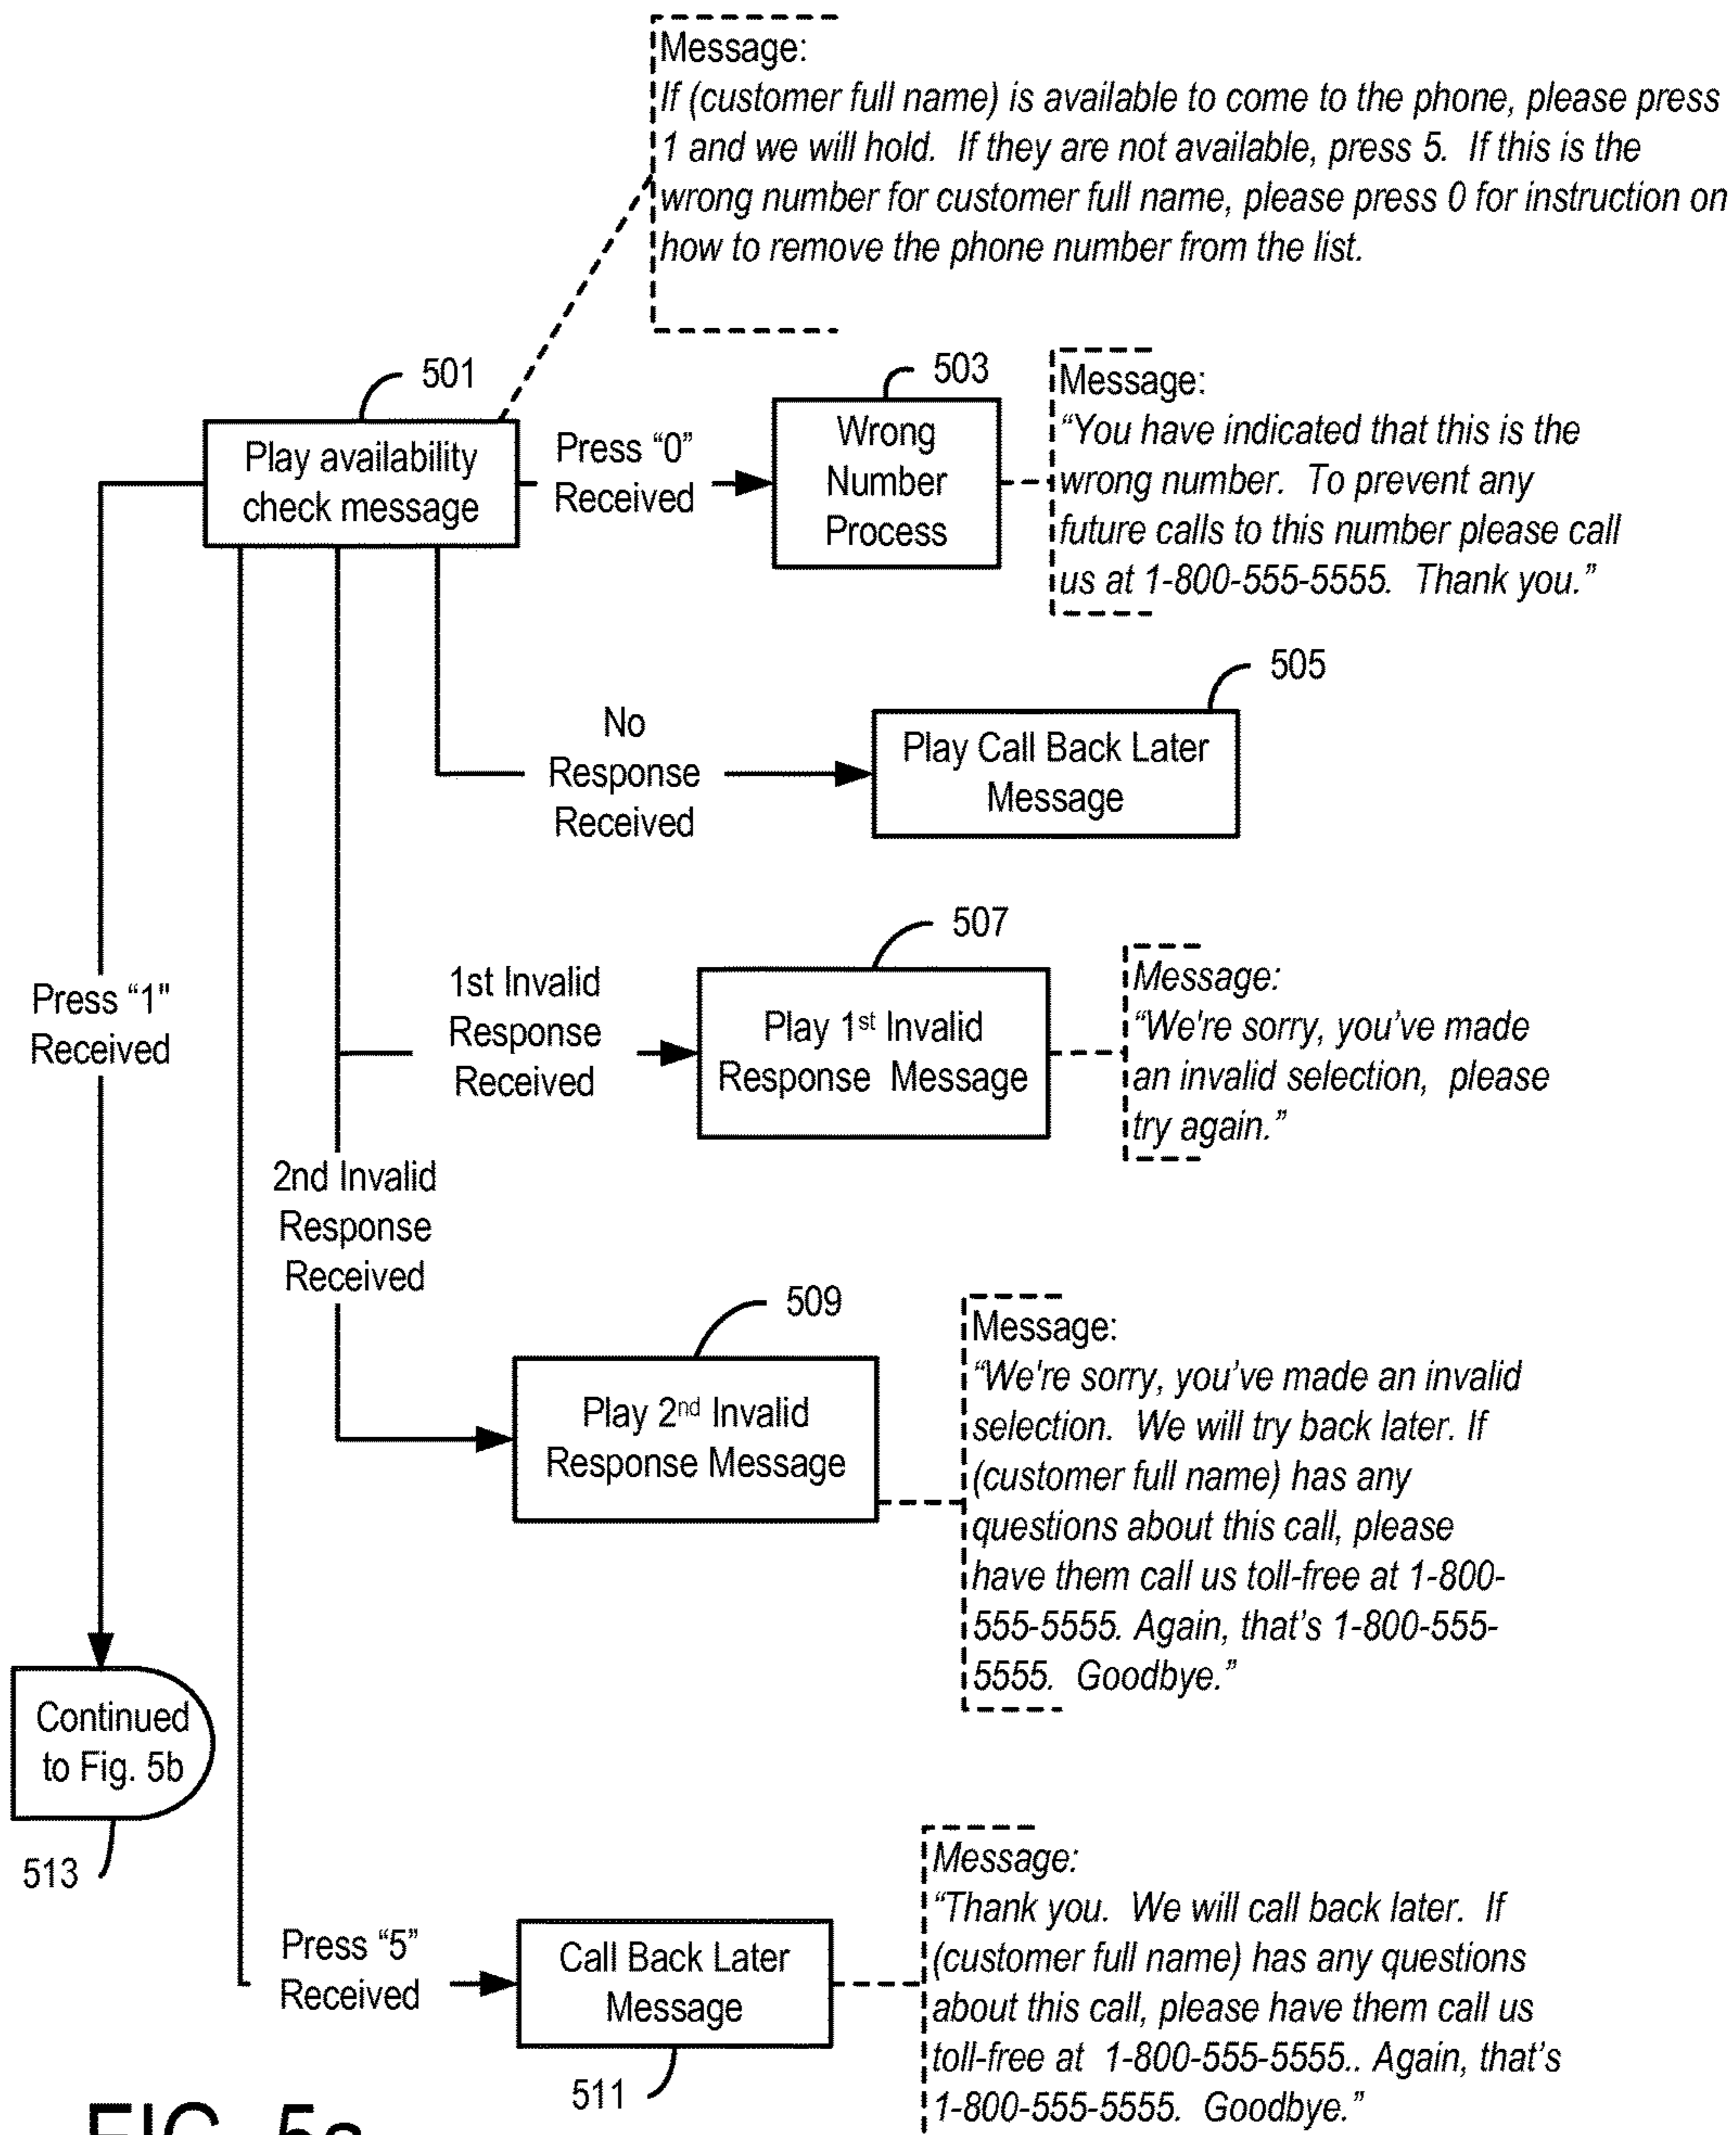 Message:
If (customer full name) is available to come to the phone, please press
1 and we will hold. If they are not available, press 5. If this is the
wrong number for customer full name, please press 0 for instruction on
how to remove the phone number from the list.
501
Play availability
check message
Press “0”
Received
503
Wrong
Number
Process
Message:
“You have indicated that this is the
wrong number. To prevent any
future calls to this number please call
us at 1-800-555-5555. Thank you.”
No
Response
Received
505
Play Call Back Later
Message
Press “1"
Received
1st Invalid
Response
Received
507
Play 1st Invalid
Response Message
Message:
“We're sorry, you’ve made
an invalid selection, please
try again.”
2nd Invalid
Response
Received
509
Play 2nd Invalid
Response Message
Message:
“We're sorry, you’ve made an invalid
selection. We will try back later. If
(customer full name) has any
questions about this call, please
have them call us toll-free at 1-800-
555-5555. Again, that’s 1-800-555-
5555. Goodbye.”
Continued
to Fig. 5b
513
Press “5”
Received
Call Back Later
Message
511
Message:
“Thank you. We will call back later. If
(customer full name) has any questions
about this call, please have them call us
toll-free at 1-800-555-5555.. Again, that’s
1-800-555-5555. Goodbye.”
FIG. 5a